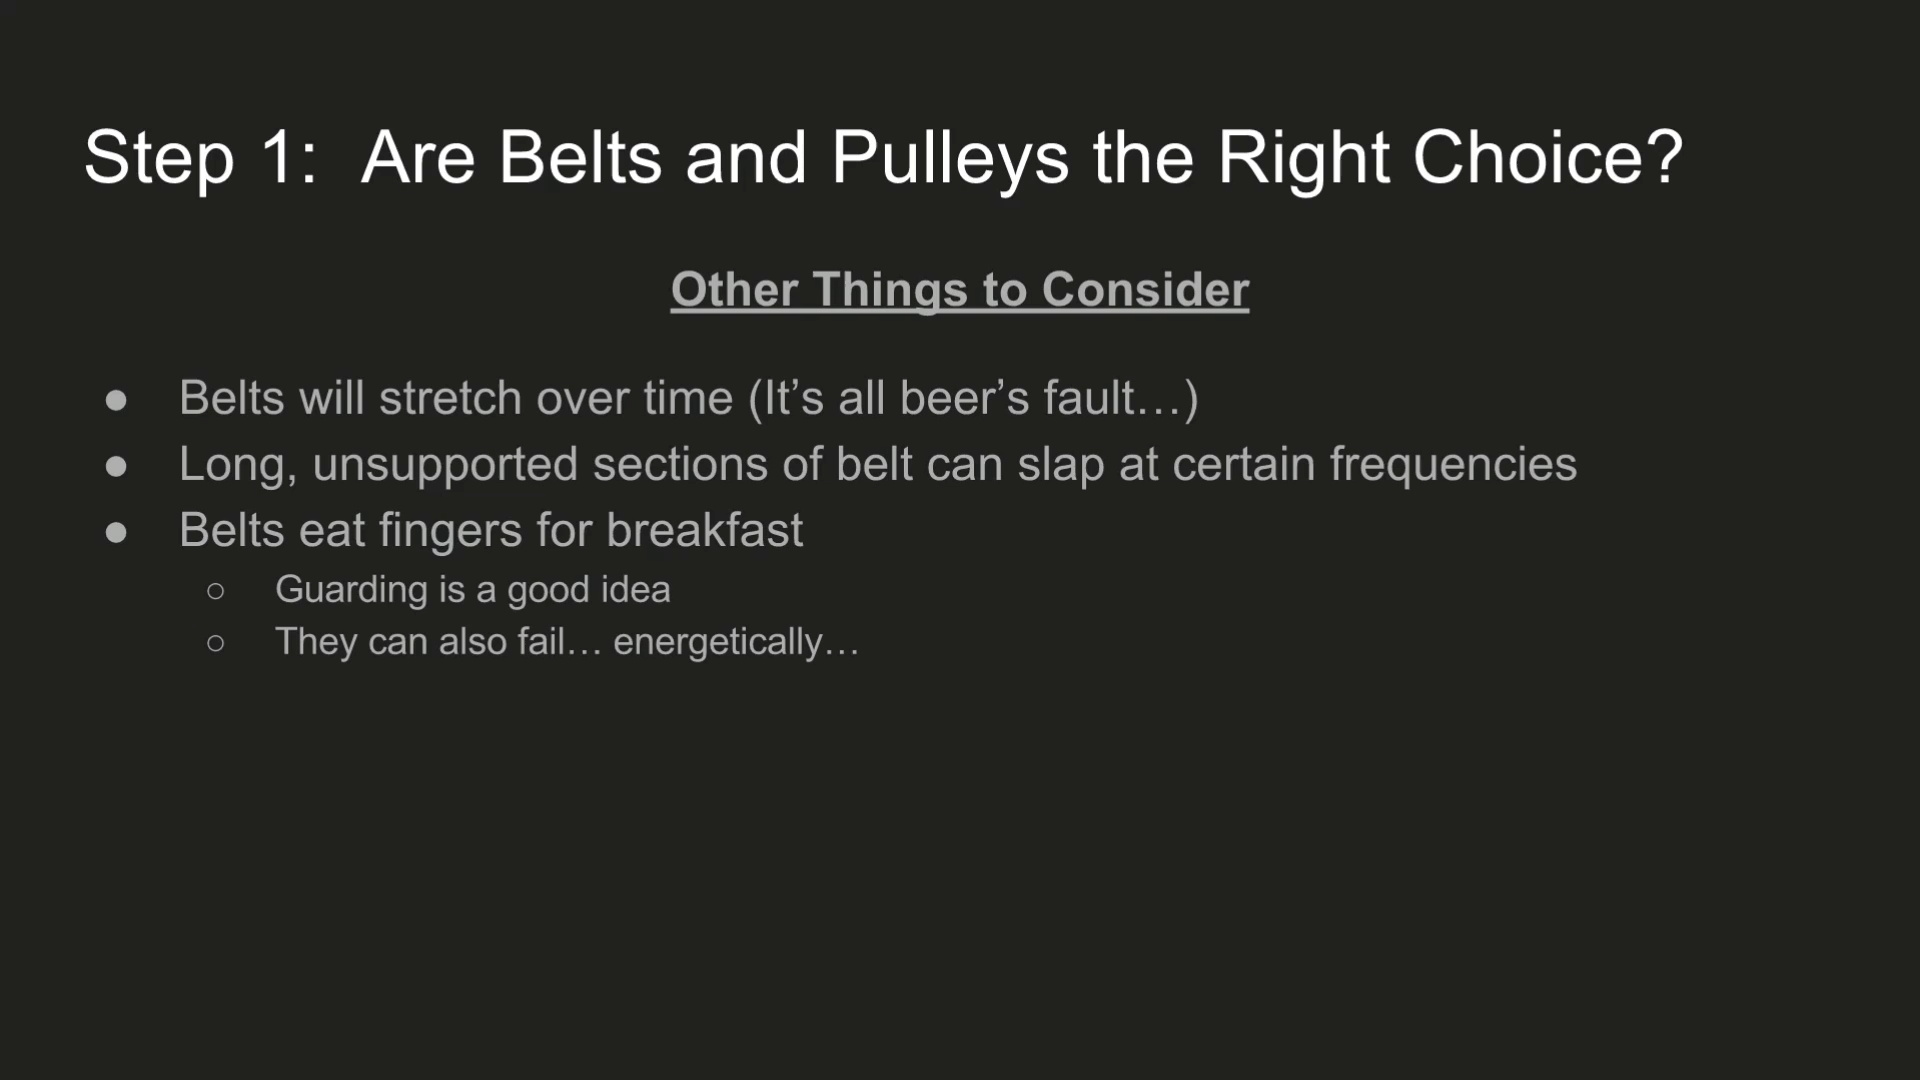 Step 1:  Are Belts and Pulleys the Right Choice?
Other Things to Consider
● Belts will stretch over time (It’s all beer’s fault…)
● Long, unsupported sections of belt can slap at certain frequencies
● Belts eat fingers for breakfast
○ Guarding is a good idea
○ They can also fail… energetically…